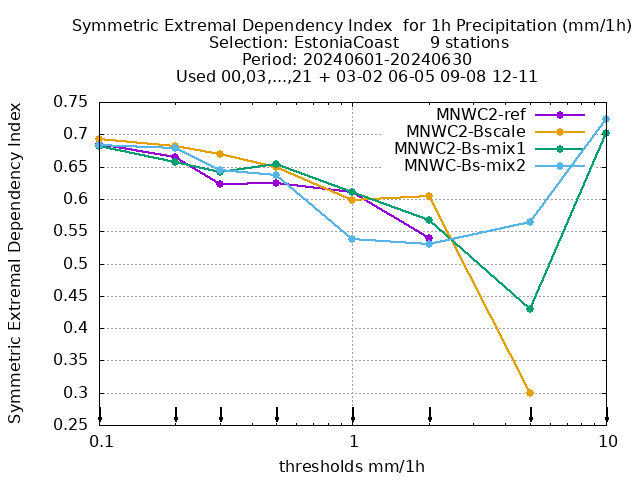 Symmetric Extremal Dependency Index  for 1h Precipitation (mm/1h)
Selection: EstoniaCoast      9 stations
Period: 20240601-20240630
Used 00,03,...,21 + 03-02 06-05 09-08 12-11
Symmetric Extremal Dependency Index
0.75
0.7
0.65
0.6
0.55
0.5
0.45
0.4
0.35
0.3
0.25
MNWC2-ref
MNWC2-Bscale
MNWC2-Bs-mix1
MNWC-Bs-mix2
0.1 1 10
thresholds mm/1h